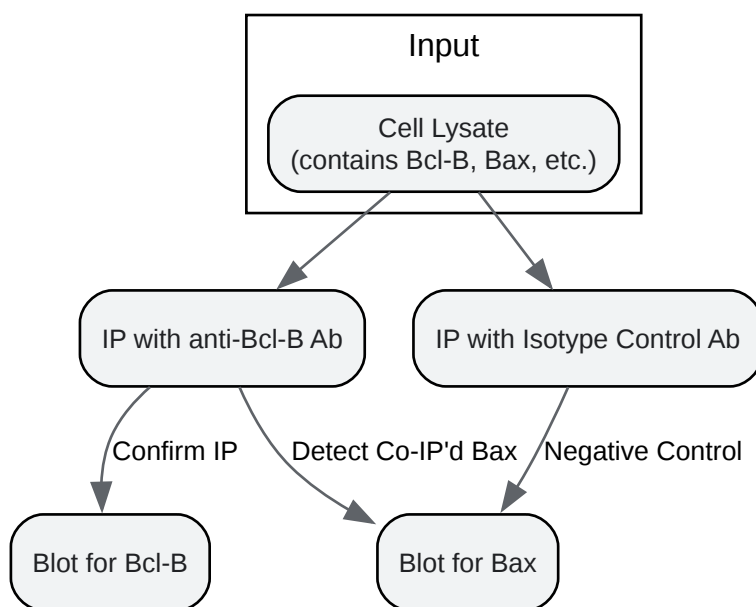 Input
Cell Lysate
(contains Bcl-B, Bax, etc.)
IP with anti-Bcl-B Ab
IP with Isotype Control Ab
Confirm IP
Detect Co-IP'd Bax
Negative Control
Blot for Bcl-B
Blot for Bax